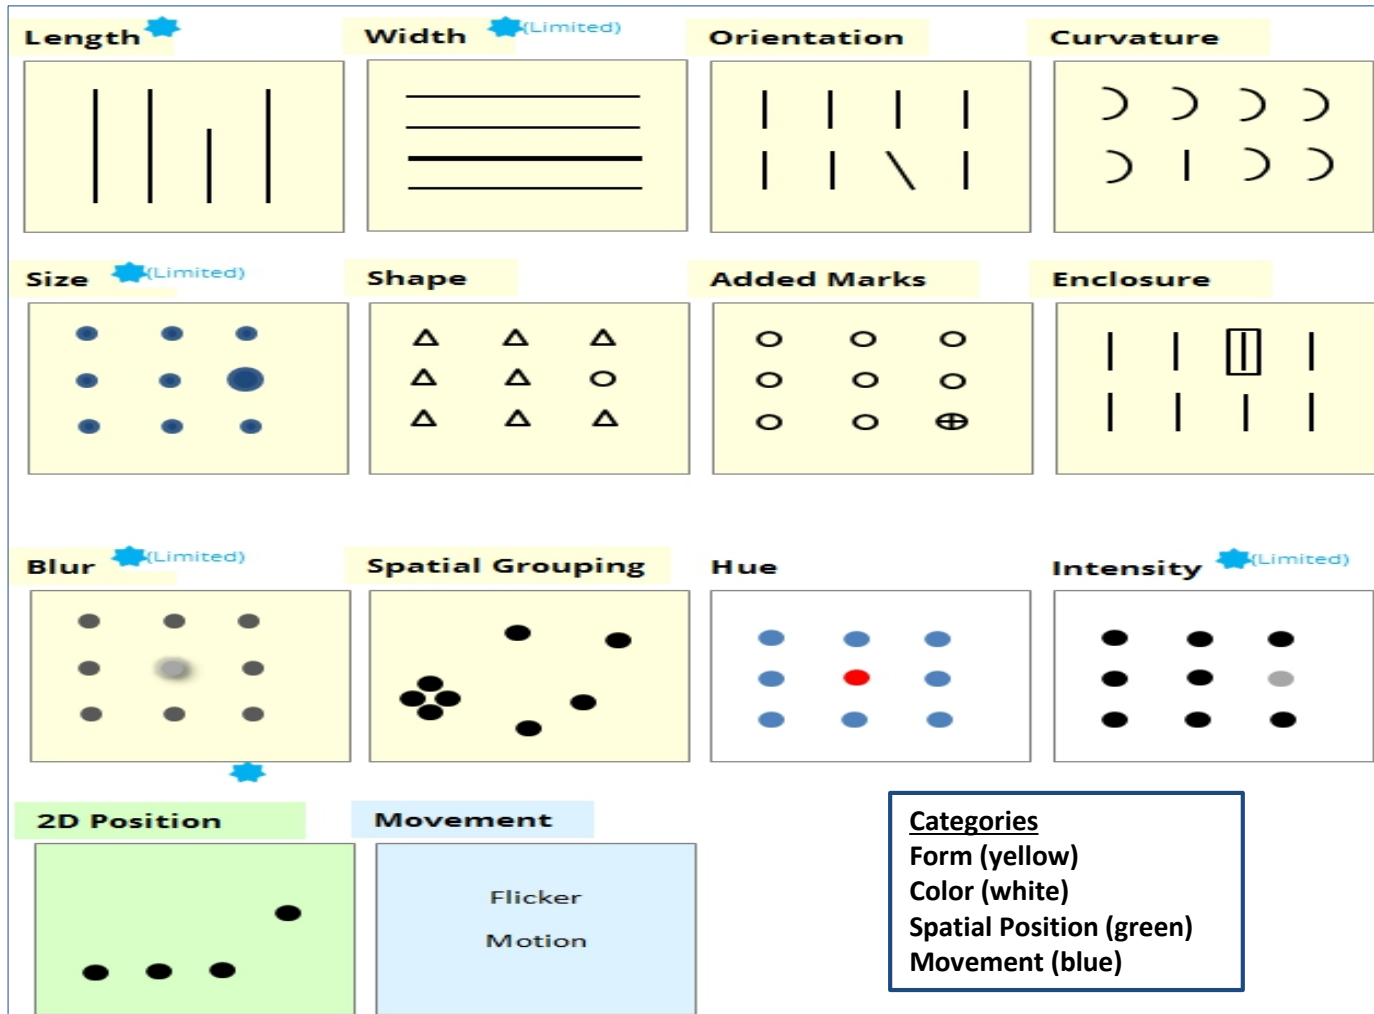 Length
Width (Limited)
Orientation
Curvature
Size (Limited)
Shape
Added Marks
Enclosure
Blur (Limited)
Spatial Grouping
Hue
Intensity (Limited)
2D Position
Movement
Flicker
Motion
Categories
Form (yellow)
Color (white)
Spatial Position (green)
Movement (blue)